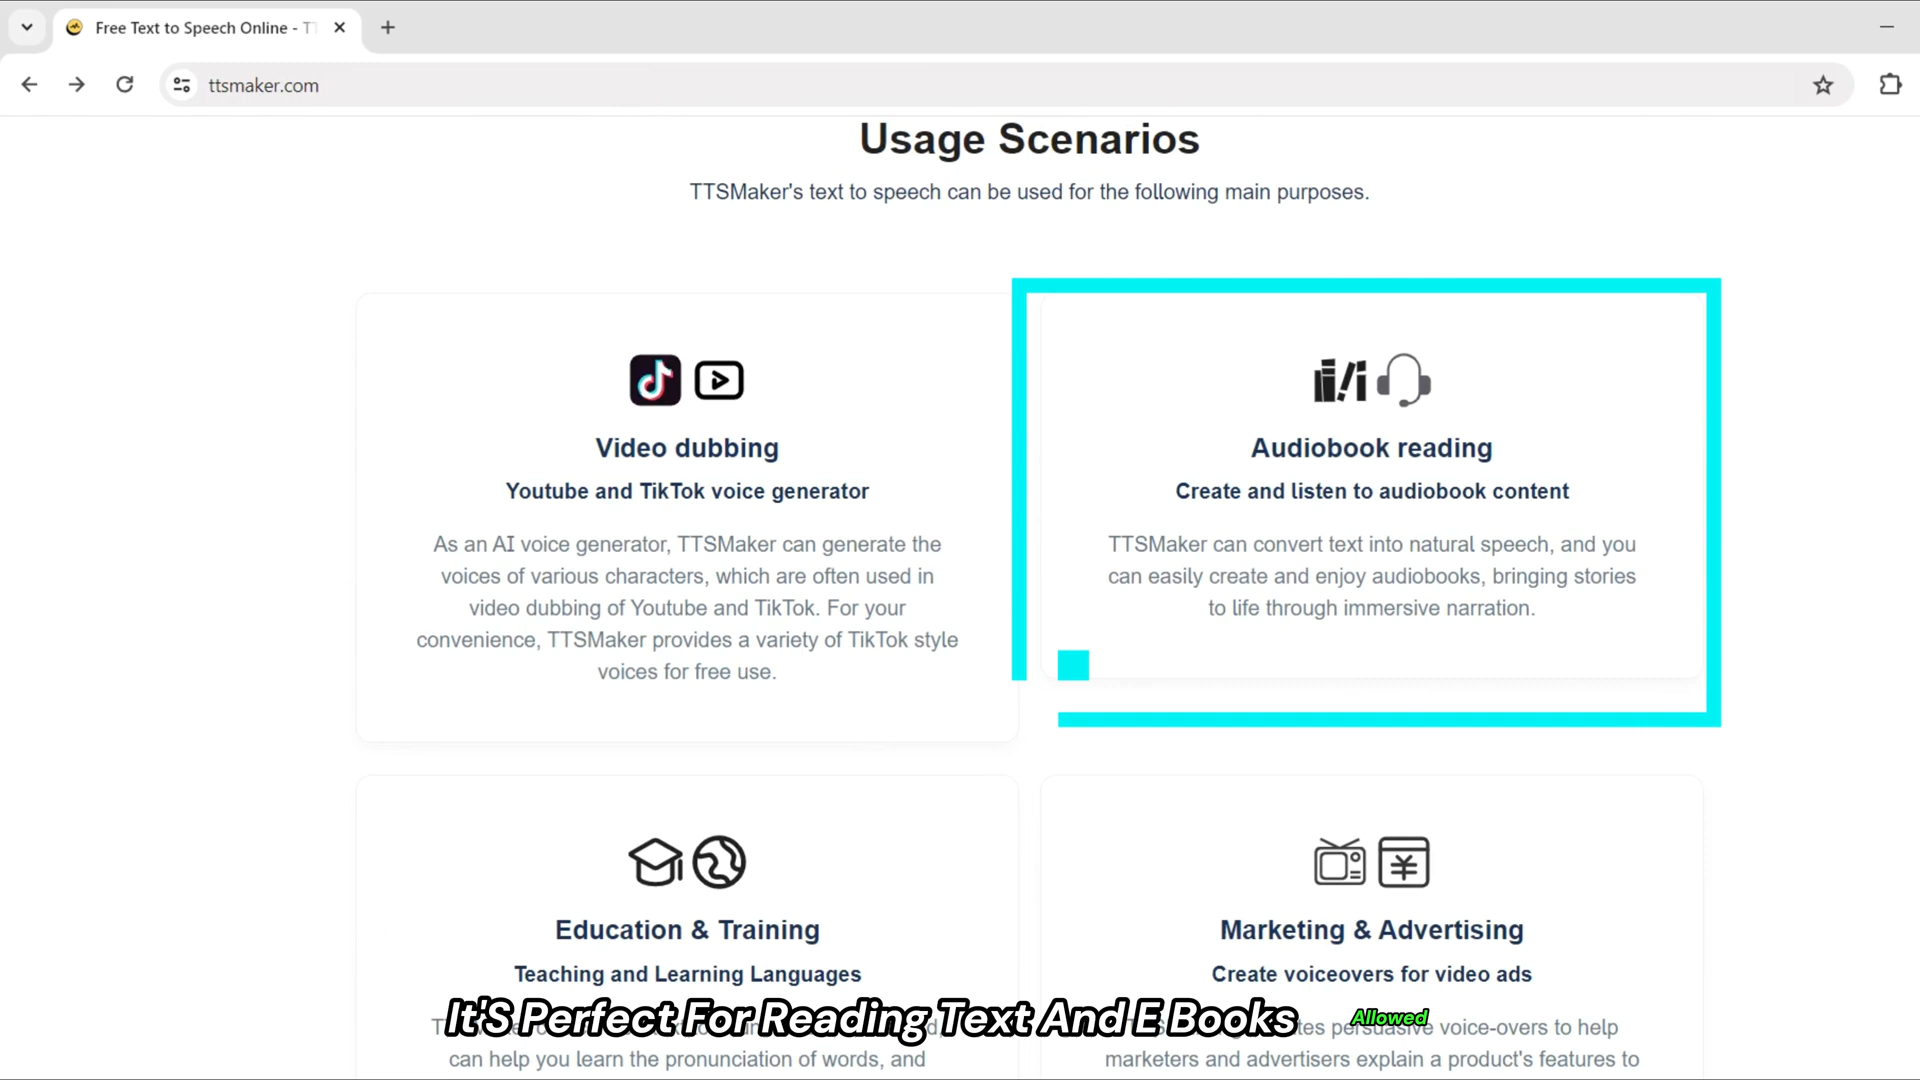 Free Text to Speech Online - TT
ttsmaker.com
Usage Scenarios
TTSMaker's text to speech can be used for the following main purposes.
Video dubbing
Youtube and TikTok voice generator
As an AI voice generator, TTSMaker can generate the
voices of various characters, which are often used in
video dubbing of Youtube and TikTok. For your
convenience, TTSMaker provides a variety of TikTok style
voices for free use.
Audiobook reading
Create and listen to audiobook content
TTSMaker can convert text into natural speech, and you
can easily create and enjoy audiobooks, bringing stories
to life through immersive narration.
Education & Training
Teaching and Learning Languages
can help you learn the pronunciation of words, and
Marketing & Advertising
Create voiceovers for video ads
persuasive voice-overs to help
marketers and advertisers explain a product's features to
It'S Perfect For Reading Text And E Books Allowed